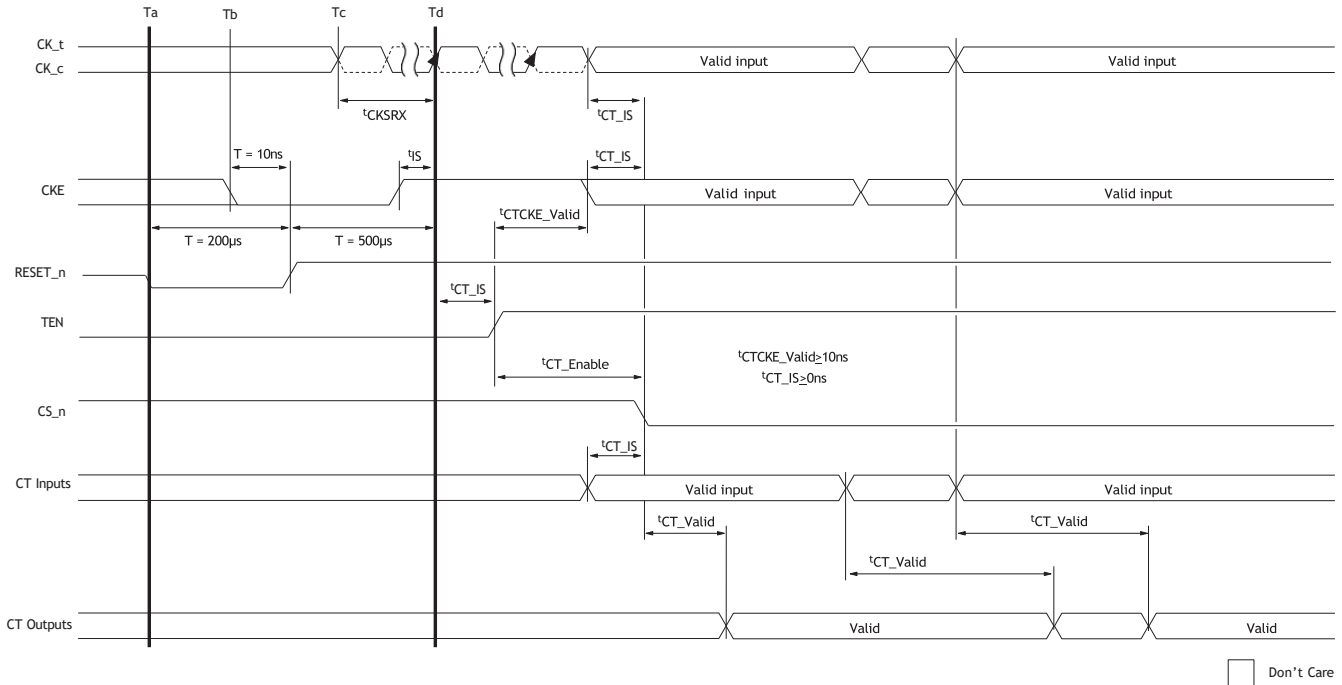 Ta Tb Tc Td
CK_t
CK_c
Valid input Valid input
tCKSRX
tCT_IS
T = 10ns
tIS
tCT_IS
CKE
Valid input Valid input
tCTCKE_Valid
T = 200µs
T = 500µs
RESET_n
tCT_IS
TEN
tCTCKE_Valid≥10ns
tCT_Enable
tCT_IS≥0ns
CS_n
tCT_IS
CT Inputs
Valid input Valid input
tCT_Valid
tCT_Valid
tCT_Valid
CT Outputs
Valid Valid
Don't Care